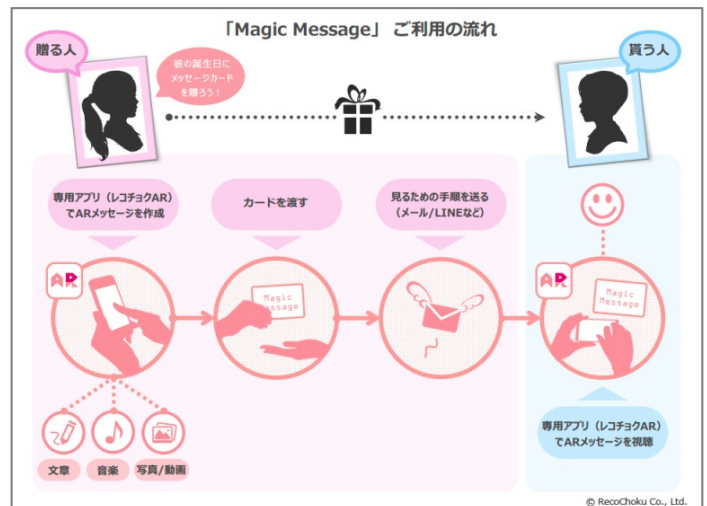 「Magic Message」 ご利用の流れ
贈る人
貰う人
彼の誕生日に
メッセージカード
を贈ろう！
専用アプリ（レコチョクAR）
でARメッセージを作成
カードを渡す
見るための手順を送る
（メール/LINEなど）
AR
Magic
Message
AR
Magic
Message
文章
音楽
写真/動画
専用アプリ（レコチョクAR）
でARメッセージを視聴
© RecoChoku Co., Ltd.